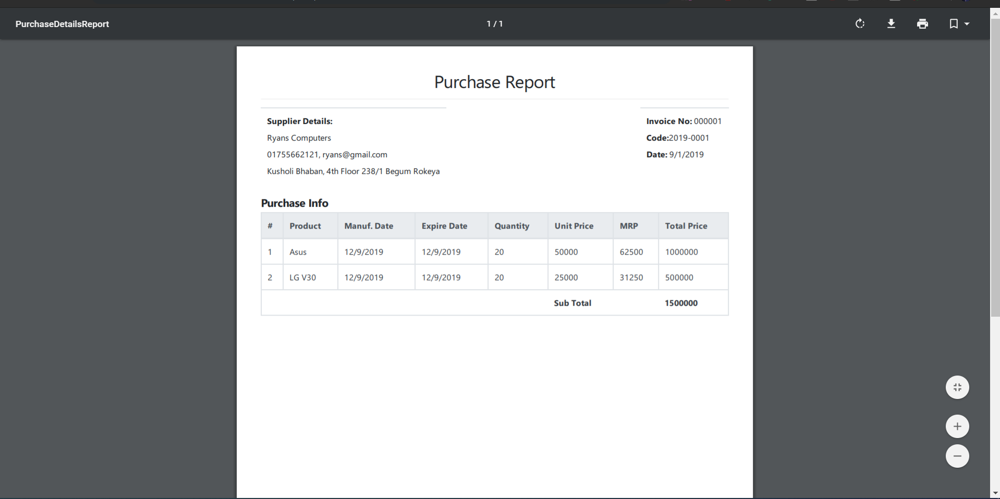 PurchaseDetailsReport
1 / 1
Purchase Report
Supplier Details:
Ryans Computers
01755662121, ryans@gmail.com
Kusholi Bhaban, 4th Floor 238/1 Begum Rokeya
Invoice No: 000001
Code:2019-0001
Date: 9/1/2019
Purchase Info
# Product Manuf. Date Expire Date Quantity Unit Price MRP Total Price
1 Asus 12/9/2019 12/9/2019 20 50000 62500 1000000
2 LG V30 12/9/2019 12/9/2019 20 25000 31250 500000
Sub Total 1500000